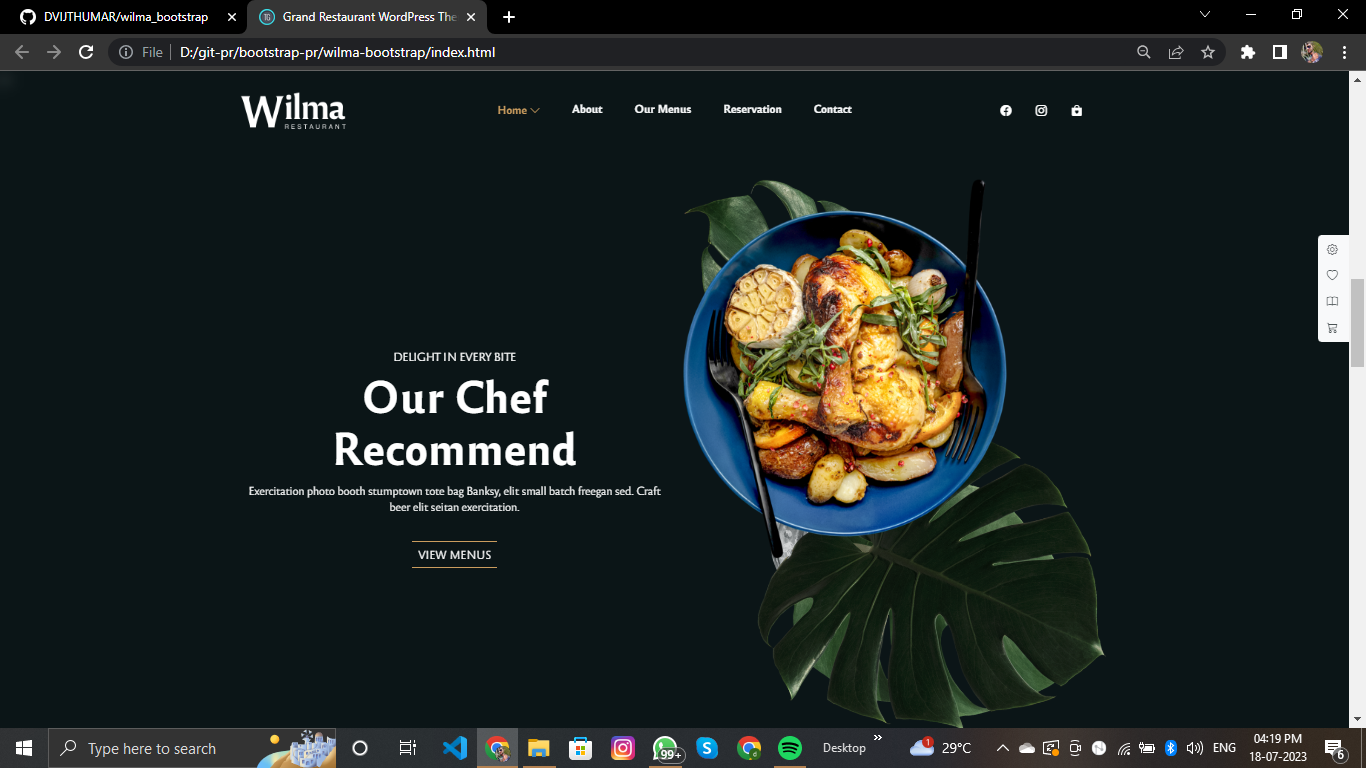 DVIJTHUMAR/wilma_bootstrap
Grand Restaurant WordPress The
File
D:/git-pr/bootstrap-pr/wilma-bootstrap/index.html
Wilma
RESTAURANT
Home
About
Our Menus
Reservation
Contact
DELIGHT IN EVERY BITE
Our Chef
Recommend
Exercitation photo booth stumptown tote bag Banksy, elit small batch freegan sed. Craft
beer elit seitan exercitation.
VIEW MENUS
Type here to search
99+
Desktop
1
29°C
ENG
04:19 PM
18-07-2023
6